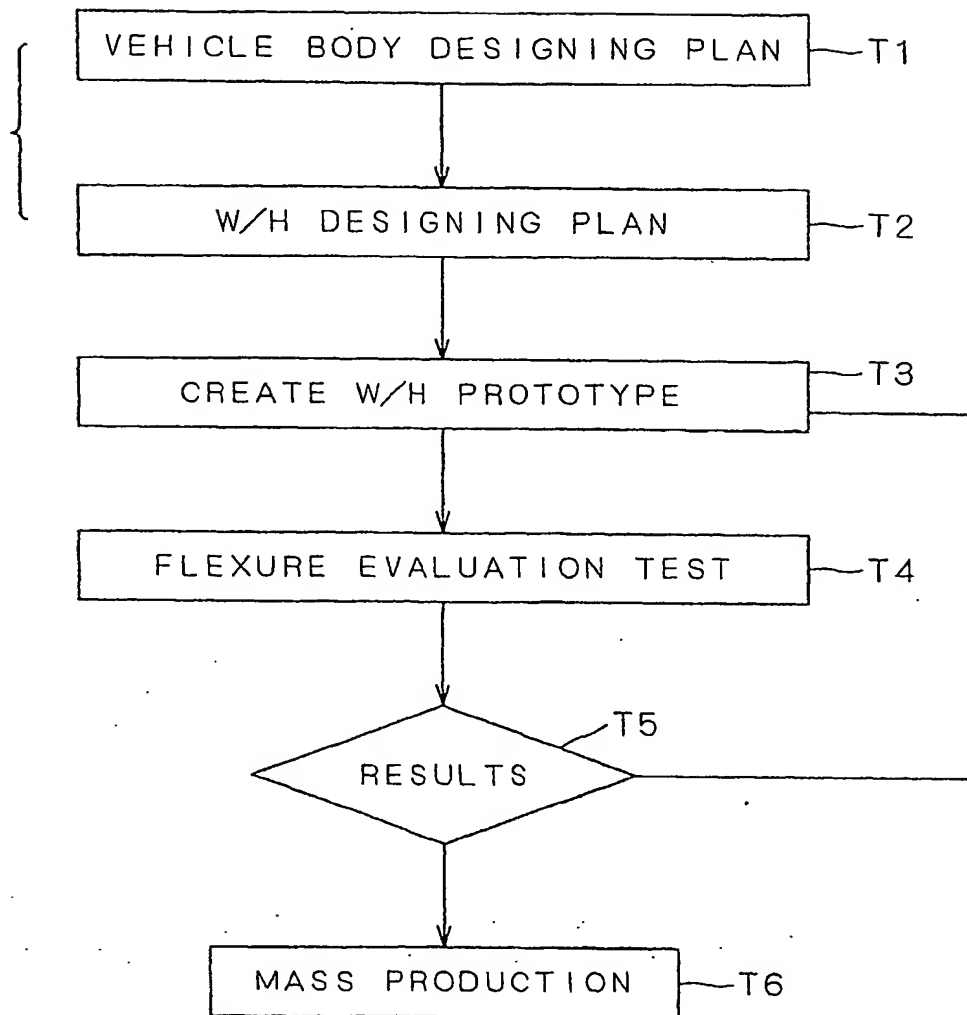 VEHICLE BODY DESIGNING PLAN T1
W/H DESIGNING PLAN T2
CREATE W/H PROTOTYPE T3
FLEXURE EVALUATION TEST T4
RESULTS T5
MASS PRODUCTION T6